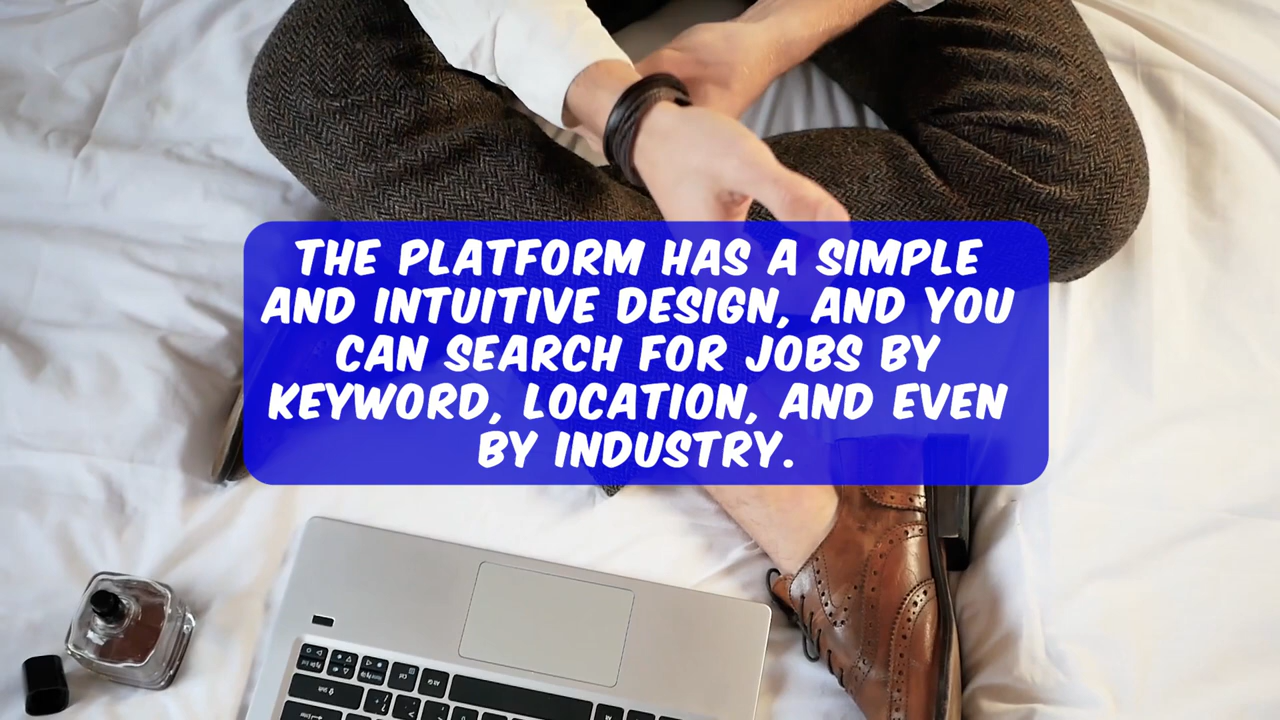 THE PLATFORM HAS A SIMPLE
AND INTUITIVE DESIGN, AND YOU
CAN SEARCH FOR JOBS BY
KEYWORD, LOCATION, AND EVEN
BY INDUSTRY.